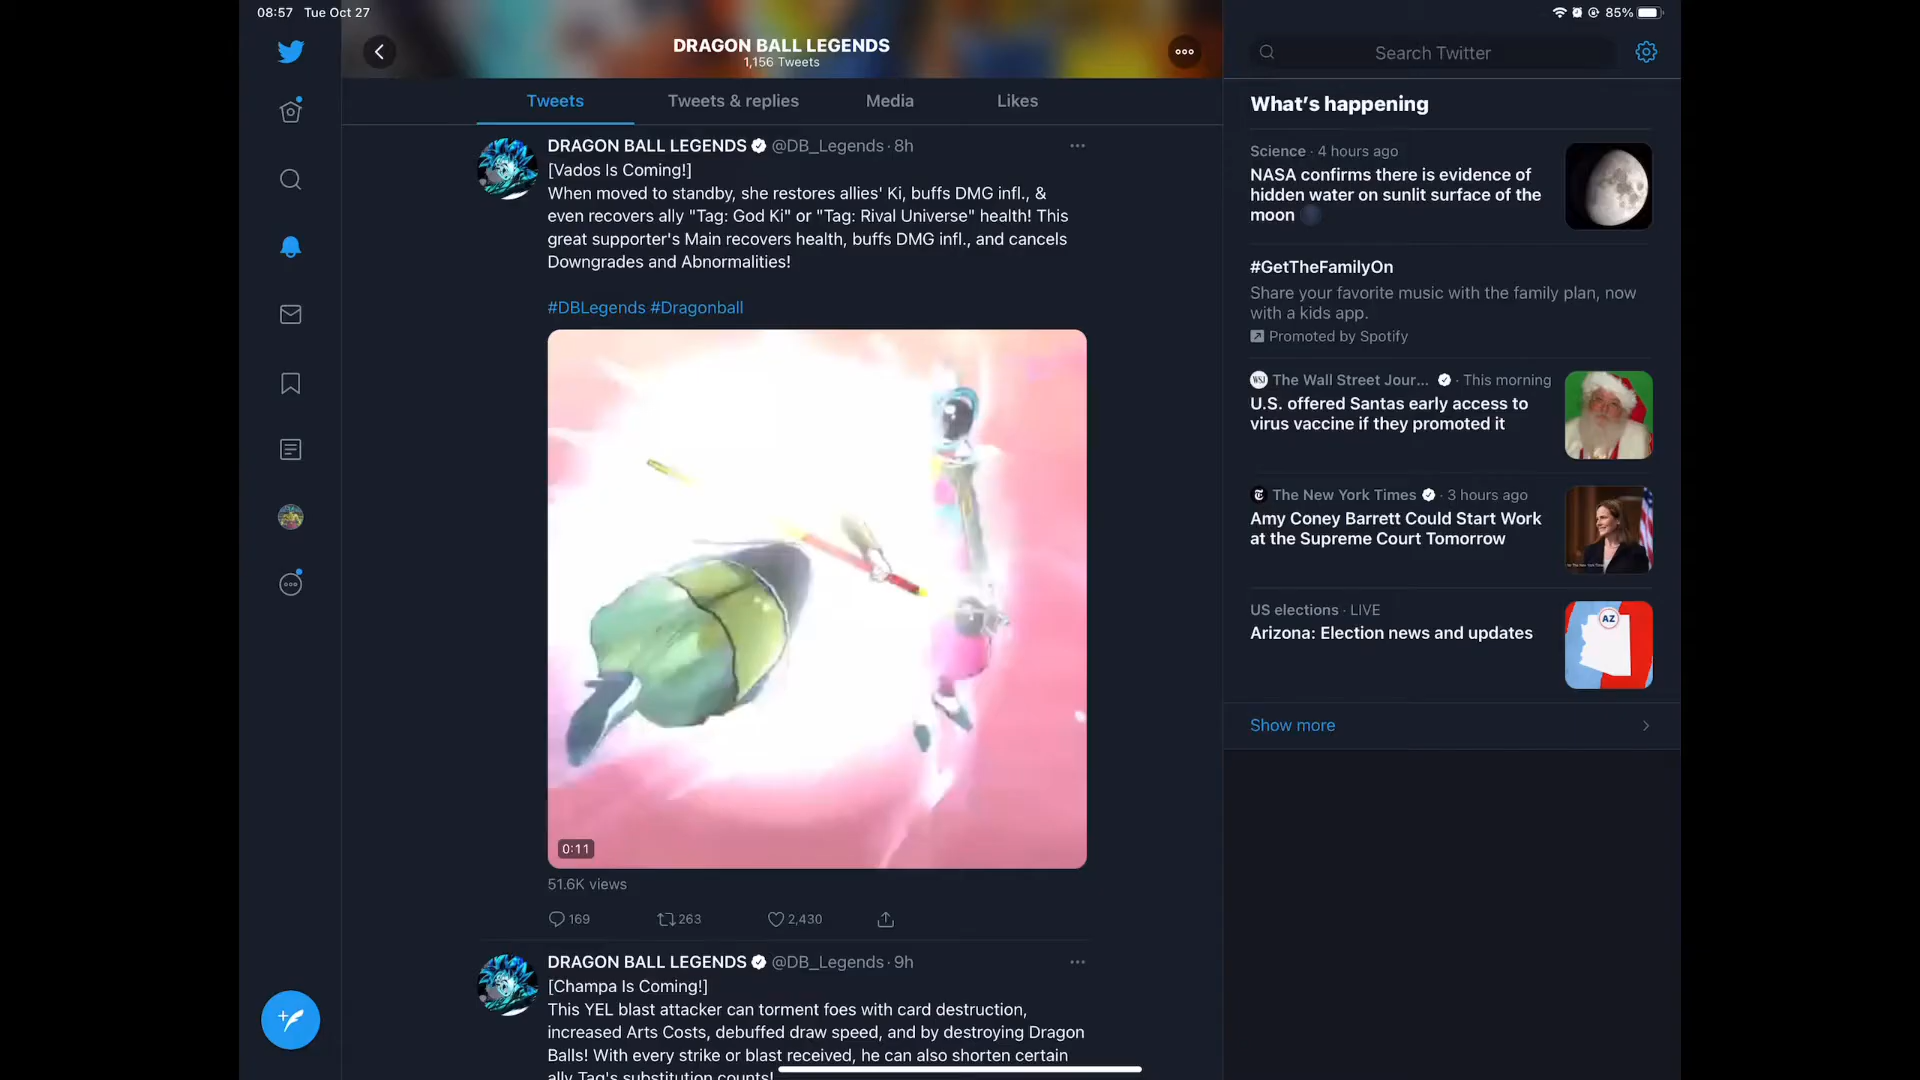 08:57 Tue Oct 27
85%
DRAGON BALL LEGENDS
1,156 Tweets
Search Twitter
Tweets
Tweets & replies
Media
Likes
DRAGON BALL LEGENDS @DB_Legends · 8h
[Vados Is Coming!]
When moved to standby, she restores allies' Ki, buffs DMG infl., &
even recovers ally "Tag: God Ki" or "Tag: Rival Universe" health! This
great supporter's Main recovers health, buffs DMG infl., and cancels
Downgrades and Abnormalities!
#DBLegends #Dragonball
0:11
51.6K views
169
263
2,430
DRAGON BALL LEGENDS @DB_Legends · 9h
[Champa Is Coming!]
This YEL blast attacker can torment foes with card destruction,
increased Arts Costs, debuffed draw speed, and by destroying Dragon
Balls! With every strike or blast received, he can also shorten certain
ally Tag's substitution counts!
What's happening
Science · 4 hours ago
NASA confirms there is evidence of
hidden water on sunlit surface of the
moon
#GetTheFamilyOn
Share your favorite music with the family plan, now
with a kids app.
Promoted by Spotify
WSJ The Wall Street Jour... · This morning
U.S. offered Santas early access to
virus vaccine if they promoted it
The New York Times · 3 hours ago
Amy Coney Barrett Could Start Work
at the Supreme Court Tomorrow
US elections · LIVE
Arizona: Election news and updates
AZ
Show more